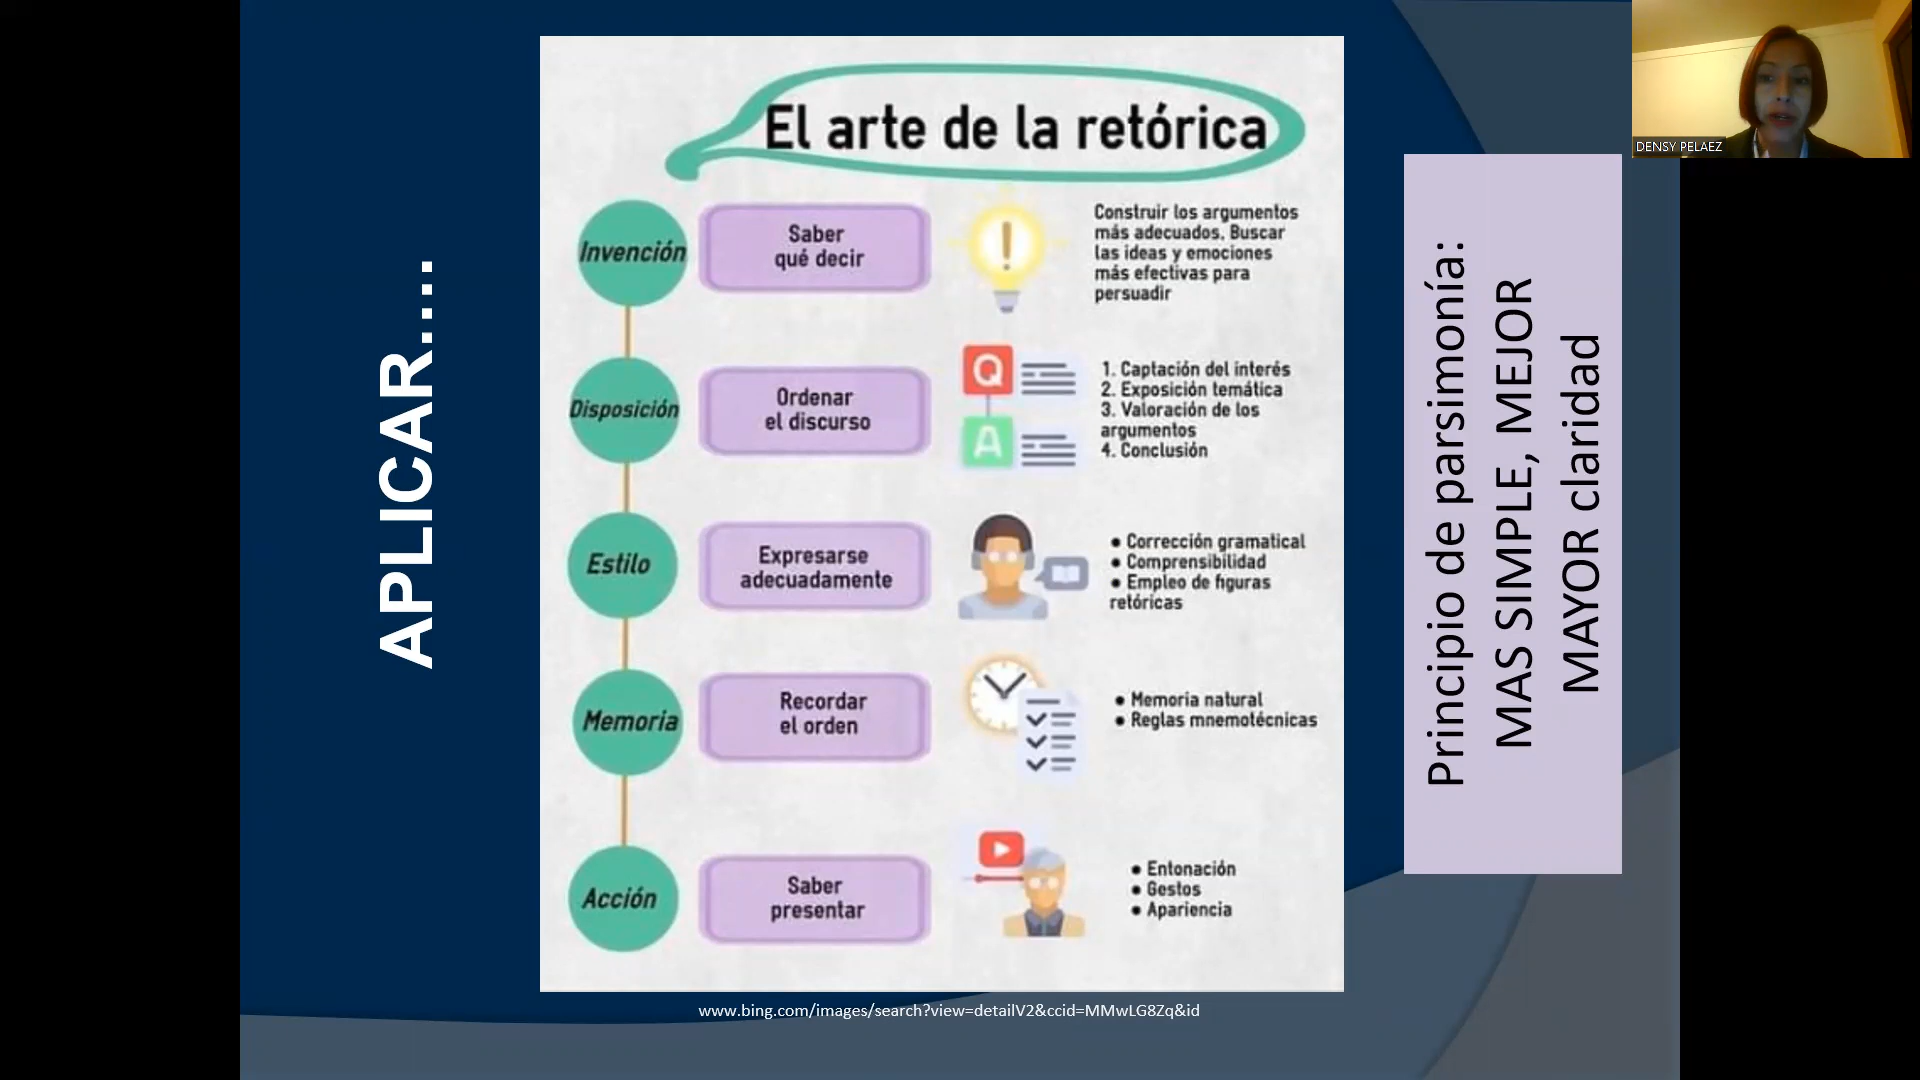 APLICAR....
El arte de la retórica
Invención
Saber
qué decir
Construir los argumentos
más adecuados. Buscar
las ideas y emociones
más efectivas para
persuadir
Disposición
Ordenar
el discurso
Q
A
1. Captación del interés
2. Exposición temática
3. Valoración de los
argumentos
4. Conclusión
Estilo
Expresarse
adecuadamente
● Corrección gramatical
● Comprensibilidad
● Empleo de figuras
retóricas
Memoria
Recordar
el orden
● Memoria natural
● Reglas mnemotécnicas
Acción
Saber
presentar
● Entonación
● Gestos
● Apariencia
www.bing.com/images/search?view=detailV2&ccid=MMwLG8Zq&id
Principio de parsimonía:
MAS SIMPLE, MEJOR
MAYOR claridad
DENSY PELAEZ